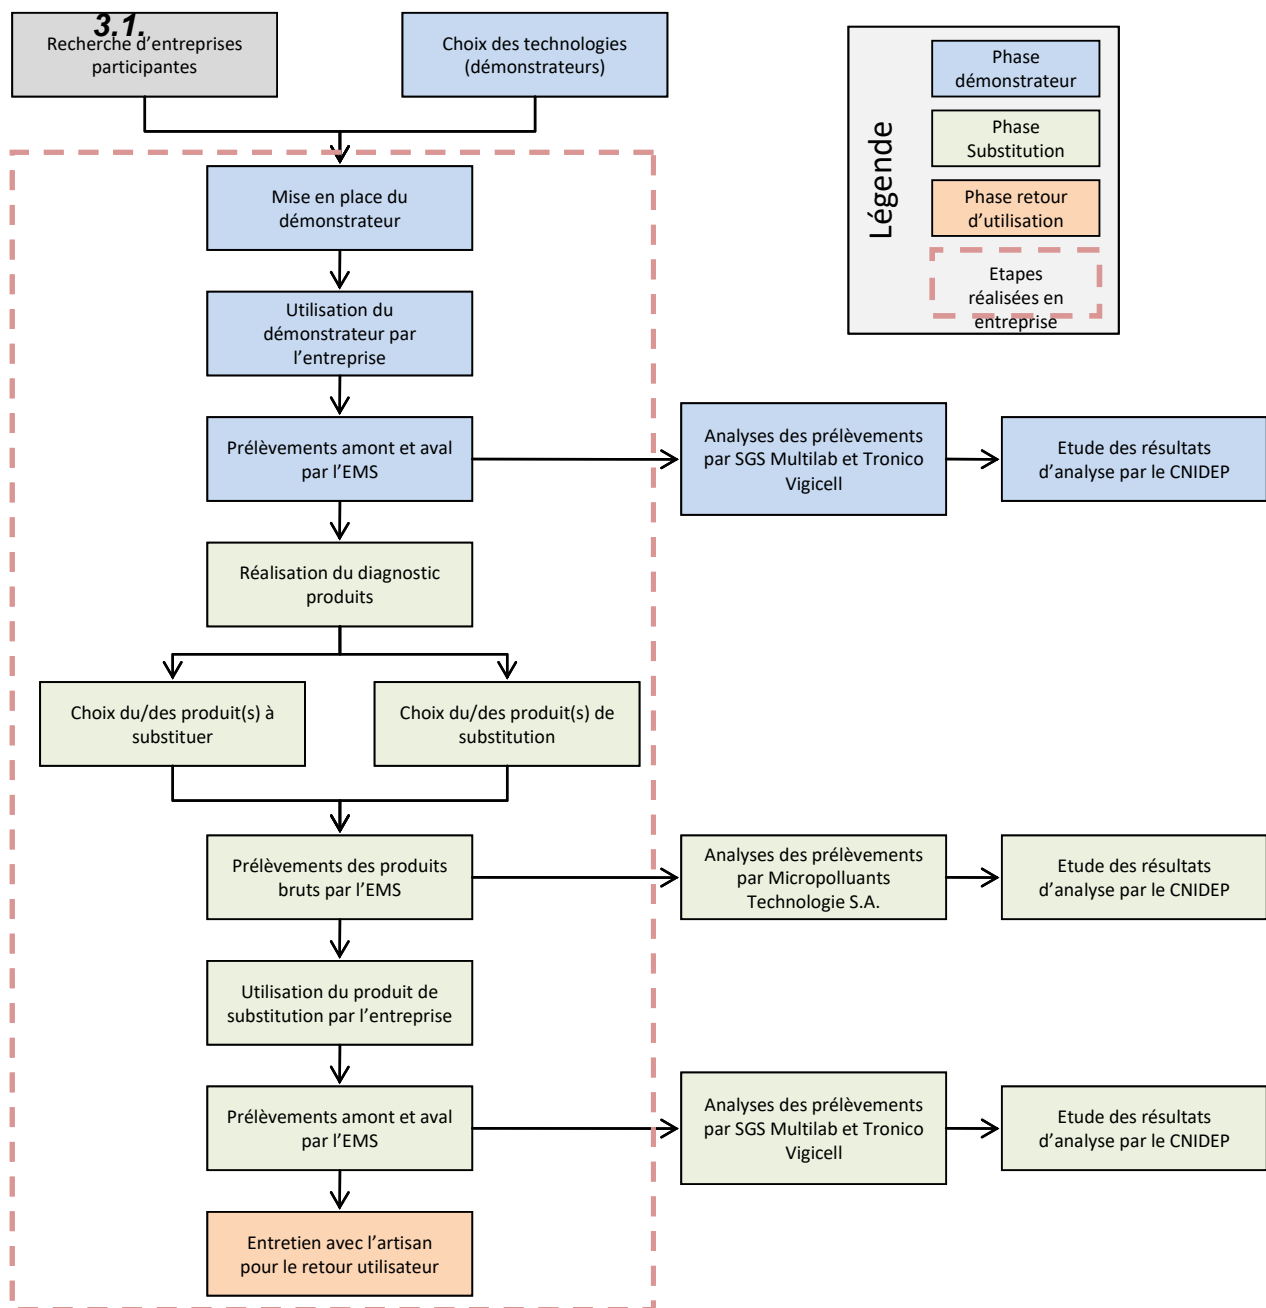 3.1.
Recherche d'entreprises
participantes
Choix des technologies
(démonstrateurs)
Légende
Phase
démonstrateur
Phase
Substitution
Phase retour
d'utilisation
Etapes
réalisées en
entreprise
Mise en place du
démonstrateur
Utilisation du
démonstrateur par
l'entreprise
Prélèvements amont et aval
par l'EMS
Analyses des prélèvements
par SGS Multilab et Tronico
Vigicell
Etude des résultats
d'analyse par le CNIDEP
Réalisation du diagnostic
produits
Choix du/des produit(s) à
substituer
Choix du/des produit(s) de
substitution
Prélèvements des produits
bruts par l'EMS
Analyses des prélèvements
par Micropolluants
Technologie S.A.
Etude des résultats
d'analyse par le CNIDEP
Utilisation du produit de
substitution par l'entreprise
Prélèvements amont et aval
par l'EMS
Analyses des prélèvements
par SGS Multilab et Tronico
Vigicell
Etude des résultats
d'analyse par le CNIDEP
Entretien avec l'artisan
pour le retour utilisateur